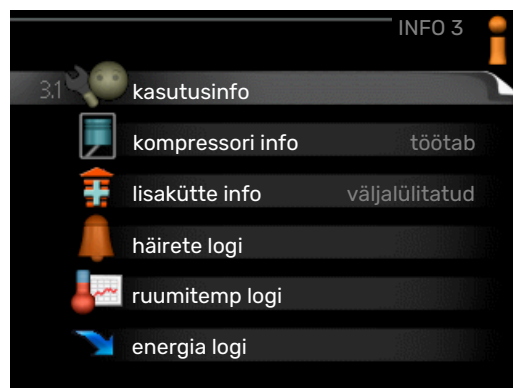 INFO 3
3.1 kasutusinfo
kompressori info töötab
lisakütte info väljalülitatud
häirete logi
ruumitemp logi
energia logi